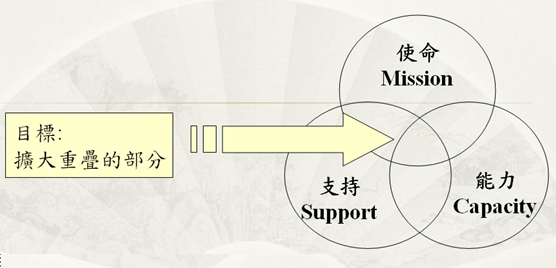 目標:
擴大重疊的部分
使命
Mission
支持
Support
能力
Capacity